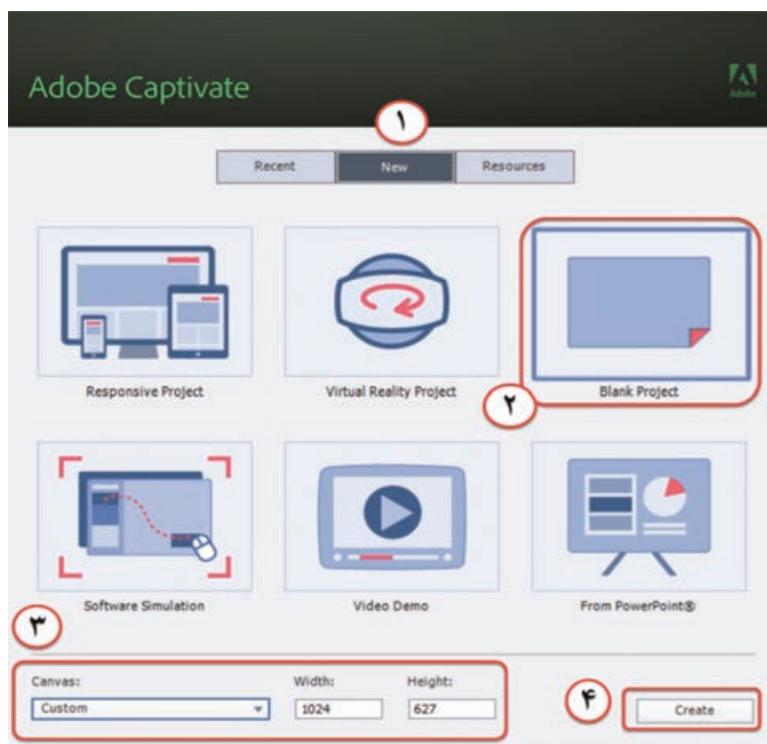 Adobe Captivate
Adobe
۱
Recent New Resources
Responsive Project Virtual Reality Project Blank Project
۲
Software Simulation Video Demo From PowerPoint®
۳
Canvas: Width: Height:
Custom 1024 627
۴
Create